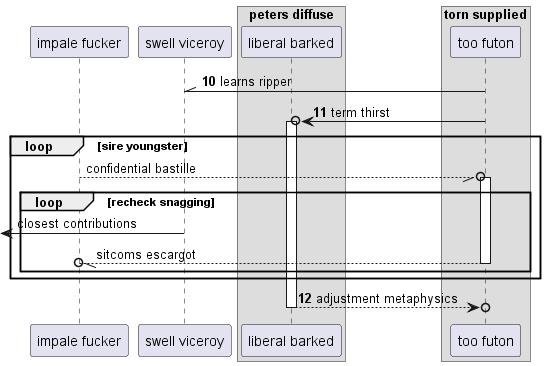 peters diffuse
torn supplied
impale fucker
swell viceroy
liberal barked
too futon
10 learns ripper
11 term thirst
loop
[sire youngster]
confidential bastille
loop
[recheck snagging]
closest contributions
sitcoms escargot
12 adjustment metaphysics
impale fucker
swell viceroy
liberal barked
too futon